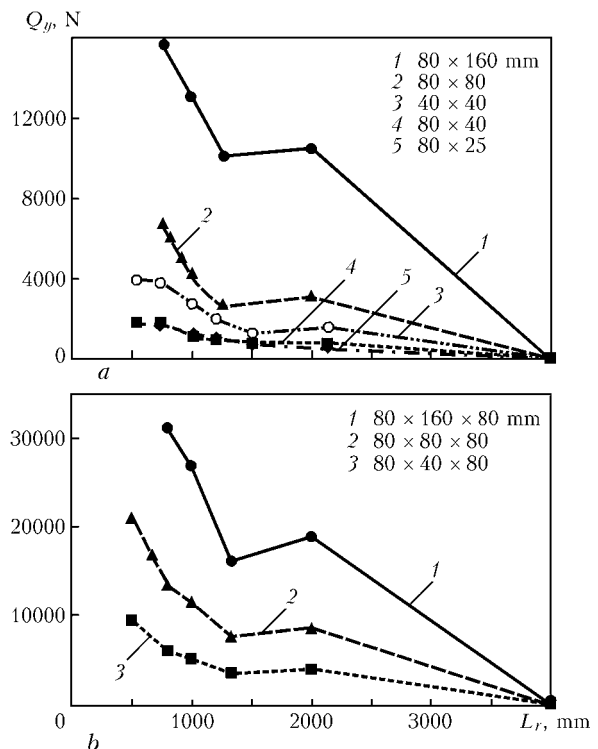 Q_y, N
12000
8000
4000
0
1 80 × 160 mm
2 80 × 80
3 40 × 40
4 80 × 40
5 80 × 25
2
1
4
5
3
a
30000
20000
10000
1 80 × 160 × 80 mm
2 80 × 80 × 80
3 80 × 40 × 80
1
2
3
0 1000 2000 3000 L_r, mm
b